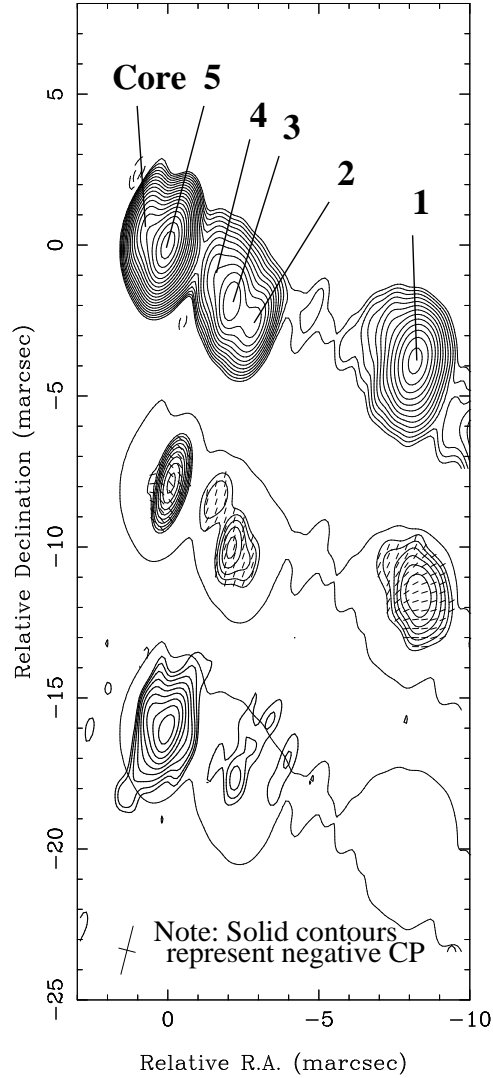 Core 5
4
3
2
1
5
0
−5
−10
−15
−20
−25
Relative Declination (marcsec)
Note: Solid contours
represent negative CP
0
−5
−10
Relative R.A. (marcsec)